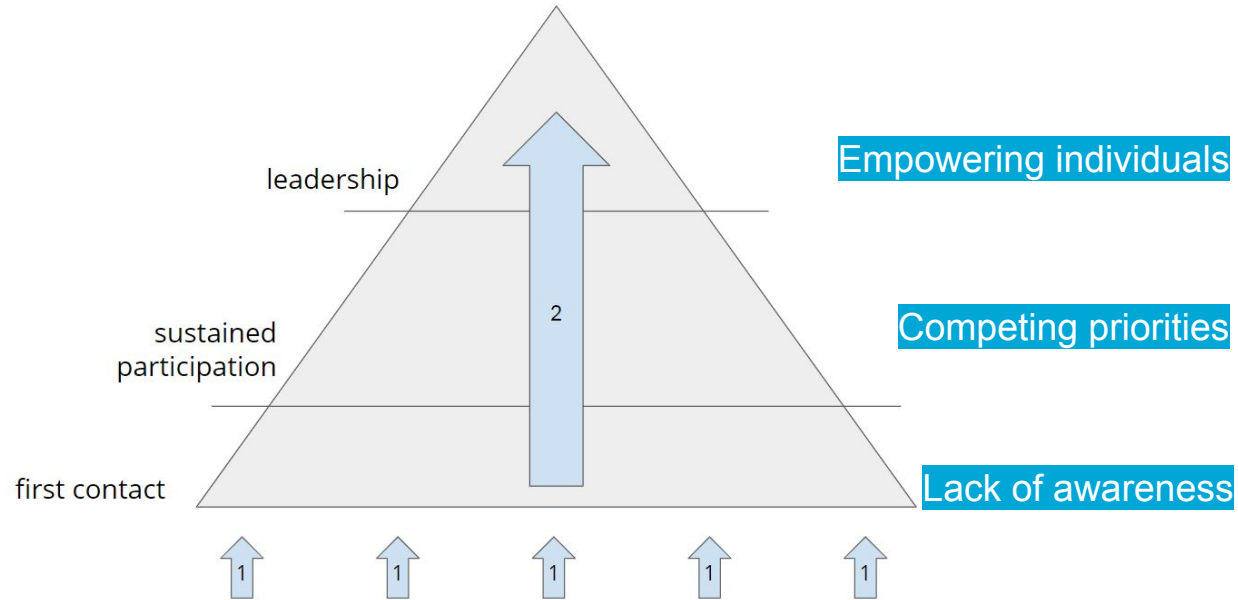 leadership
Empowering individuals
2
sustained
participation
Competing priorities
first contact
Lack of awareness
1
1
1
1
1